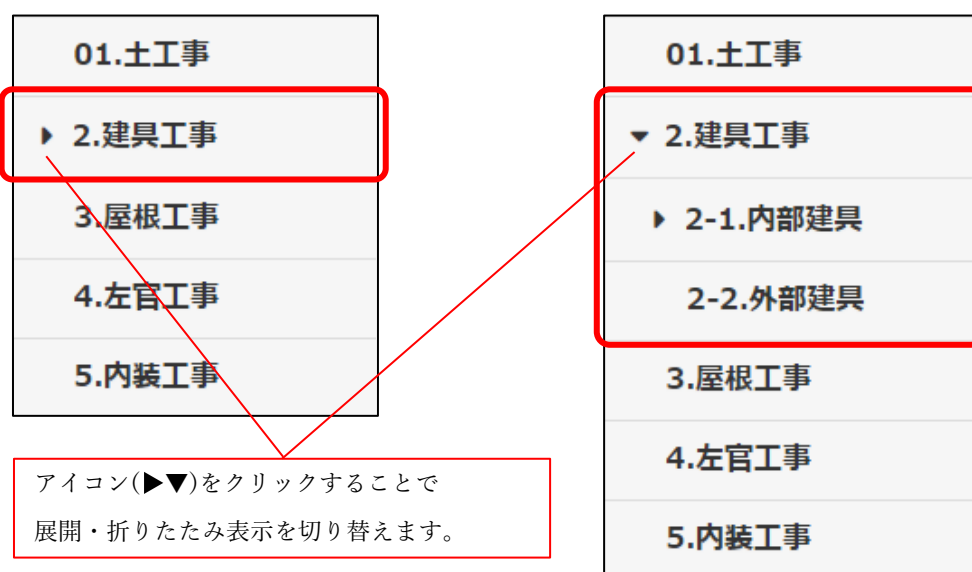 01.土工事
▶ 2.建具工事
3.屋根工事
4.左官工事
5.内装工事
アイコン(▶▼)をクリックすることで
展開・折りたたみ表示を切り替えます。
01.土工事
▼ 2.建具工事
▶ 2-1.内部建具
2-2.外部建具
3.屋根工事
4.左官工事
5.内装工事